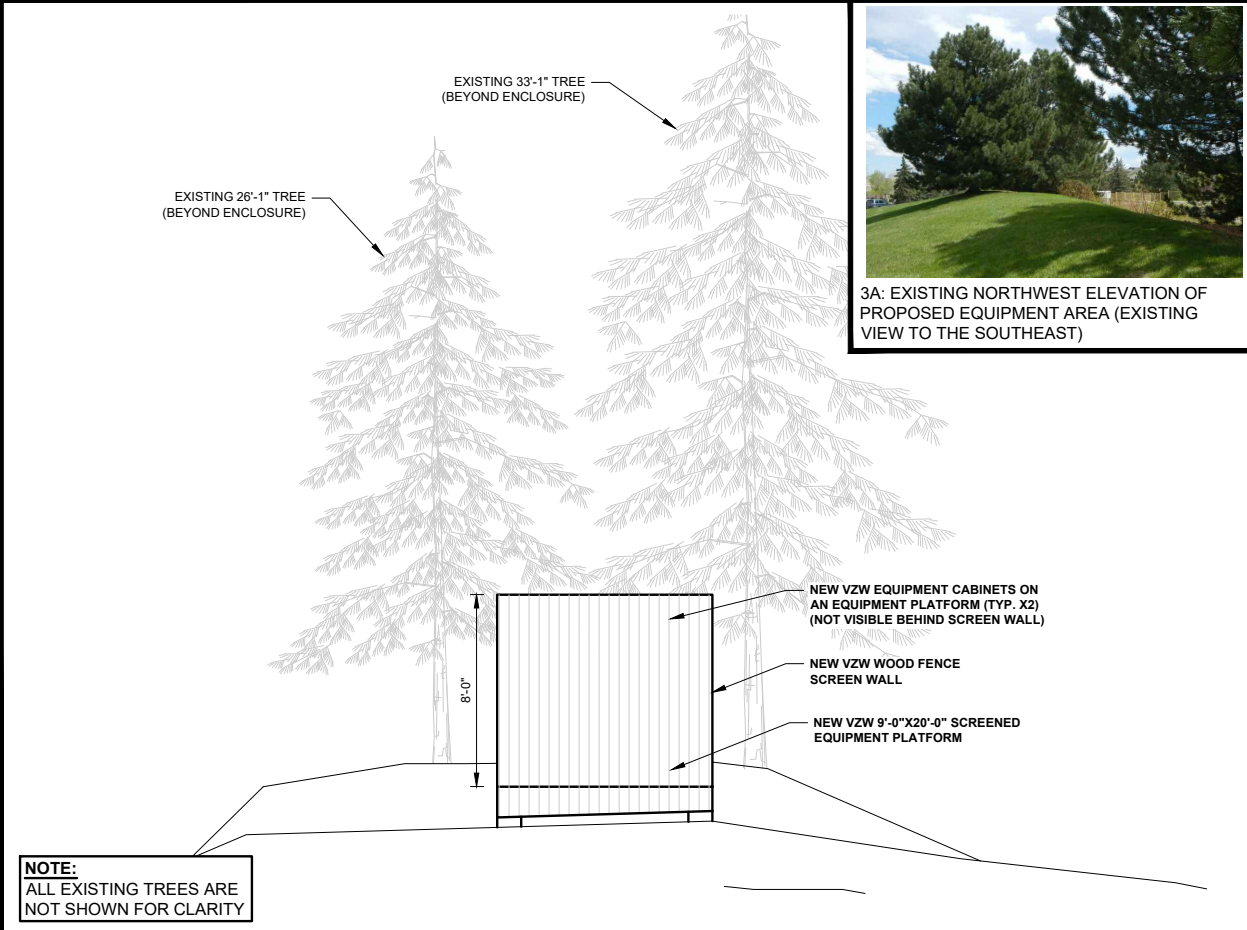 EXISTING 33'-1" TREE
(BEYOND ENCLOSURE)
EXISTING 26'-1" TREE
(BEYOND ENCLOSURE)
3A: EXISTING NORTHWEST ELEVATION OF
PROPOSED EQUIPMENT AREA (EXISTING
VIEW TO THE SOUTHEAST)
NEW VZW EQUIPMENT CABINETS ON
AN EQUIPMENT PLATFORM (TYP. X2)
(NOT VISIBLE BEHIND SCREEN WALL)
NEW VZW WOOD FENCE
SCREEN WALL
8'-0"
NEW VZW 9'-0"X20'-0" SCREENED
EQUIPMENT PLATFORM
NOTE:
ALL EXISTING TREES ARE
NOT SHOWN FOR CLARITY